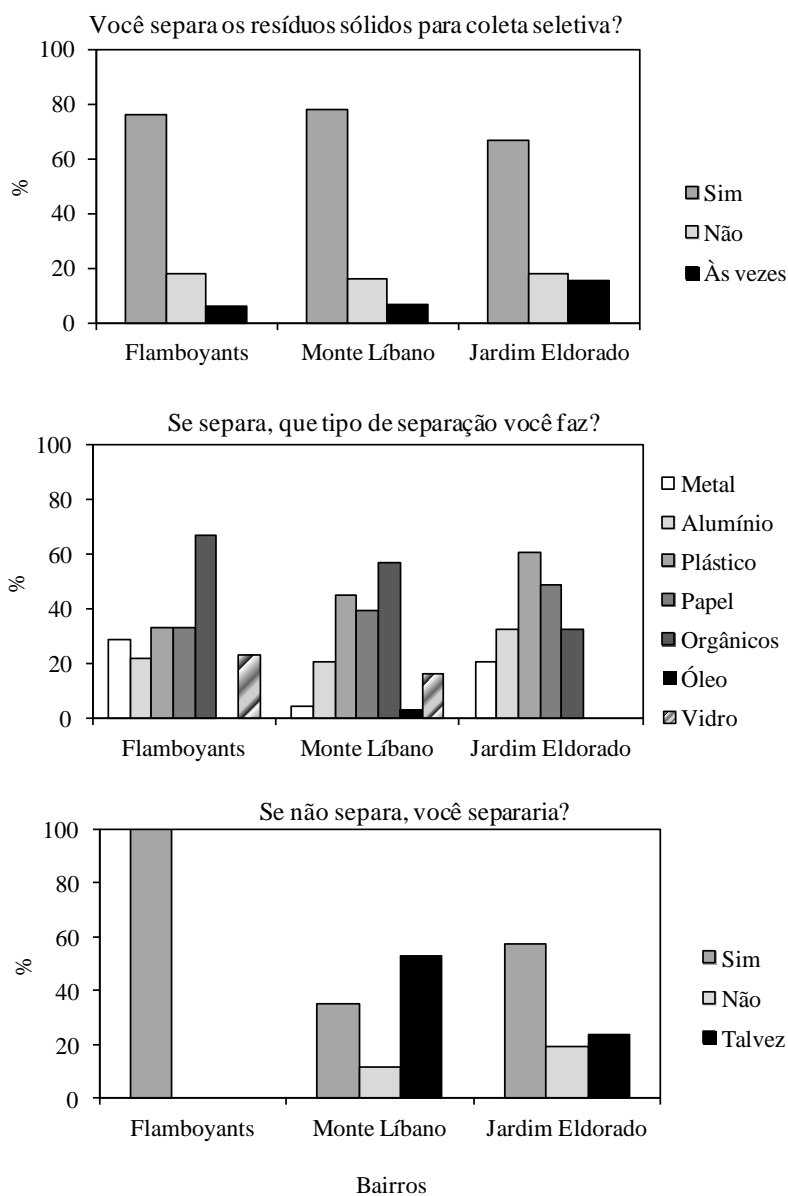 Você separa os resíduos sólidos para coleta seletiva?
100
80
60
40
20
0
%
Flamboyants
Monte Líbano
Jardim Eldorado
Sim
Não
Às vezes
Se separa, que tipo de separação você faz?
100
80
60
40
20
0
%
Flamboyants
Monte Líbano
Jardim Eldorado
Metal
Alumínio
Plástico
Papel
Orgânicos
Óleo
Vidro
Se não separa, você separaria?
100
80
60
40
20
0
%
Flamboyants
Monte Líbano
Jardim Eldorado
Sim
Não
Talvez
Bairros